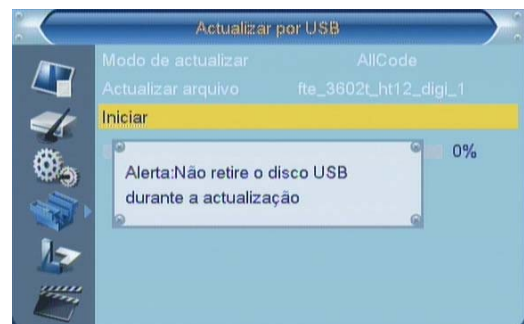 Actualizar por USB
Modo de actualizar AllCode
Actualizar arquivo fte_3602t_ht12_digi_1
Iniciar
0%
Alerta:Não retire o disco USB
durante a actualização